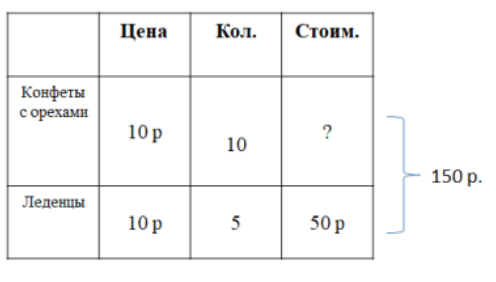 Цена Кол. Стоим.
Конфеты
с орехами
10 р 10 ?
150 р.
Леденцы
10 р 5 50 р